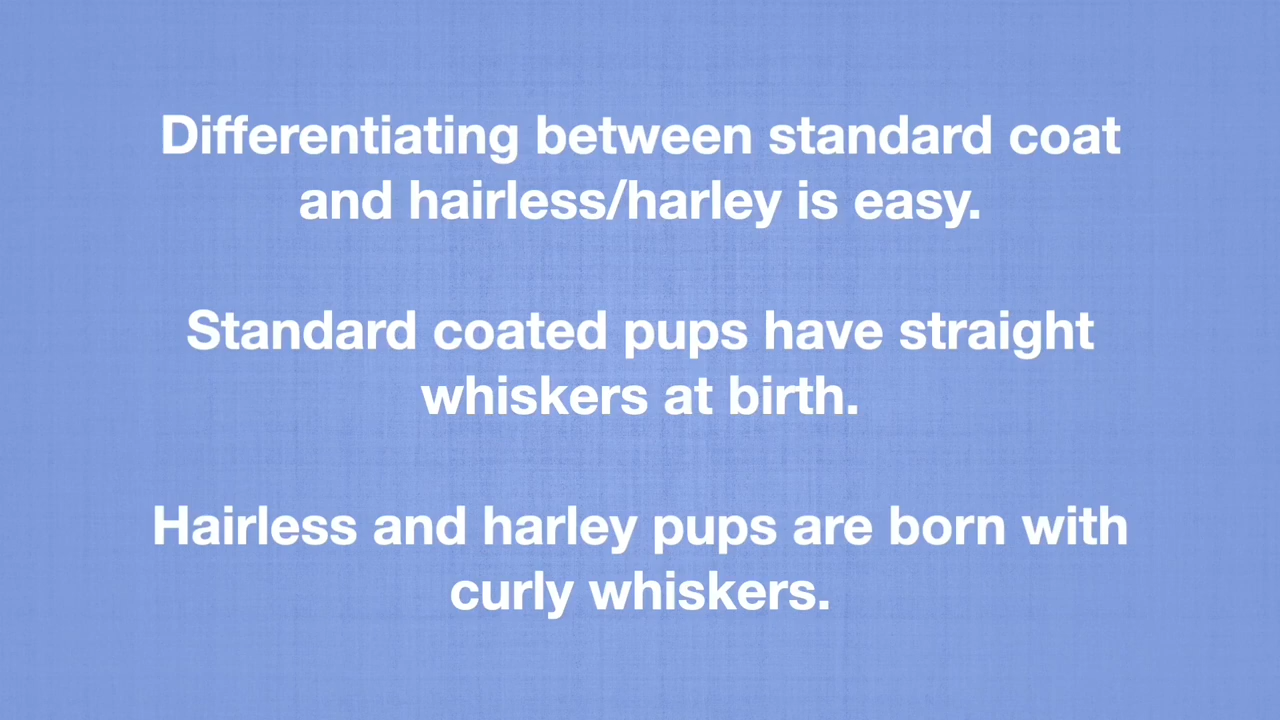 Differentiating between standard coat
and hairless/harley is easy.
Standard coated pups have straight
whiskers at birth.
Hairless and harley pups are born with
curly whiskers.